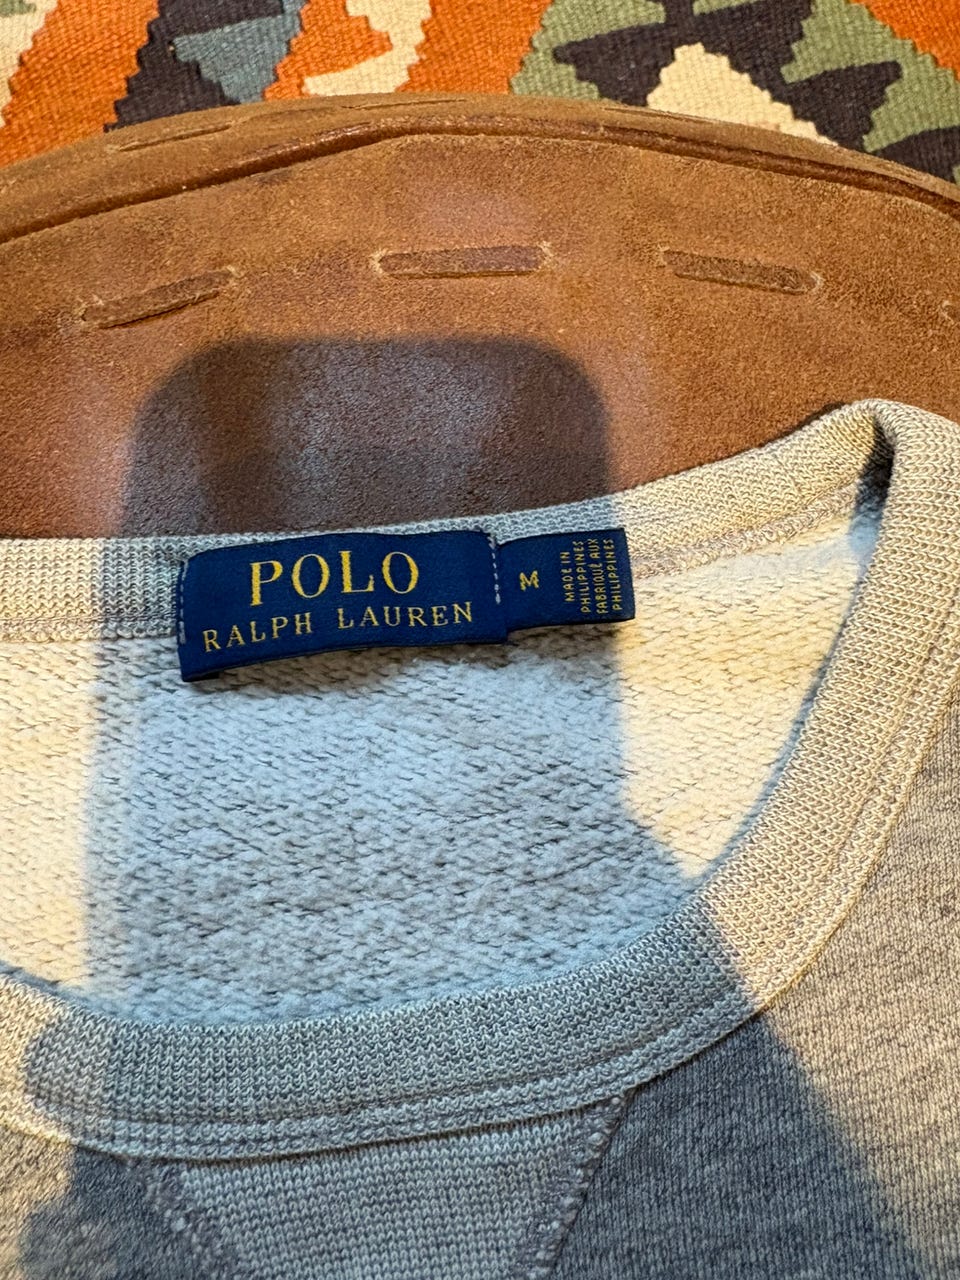 POLO
RALPH LAUREN
M
MADE IN
PHILIPPINES
FABRIQUÉ AUX
PHILIPPINES